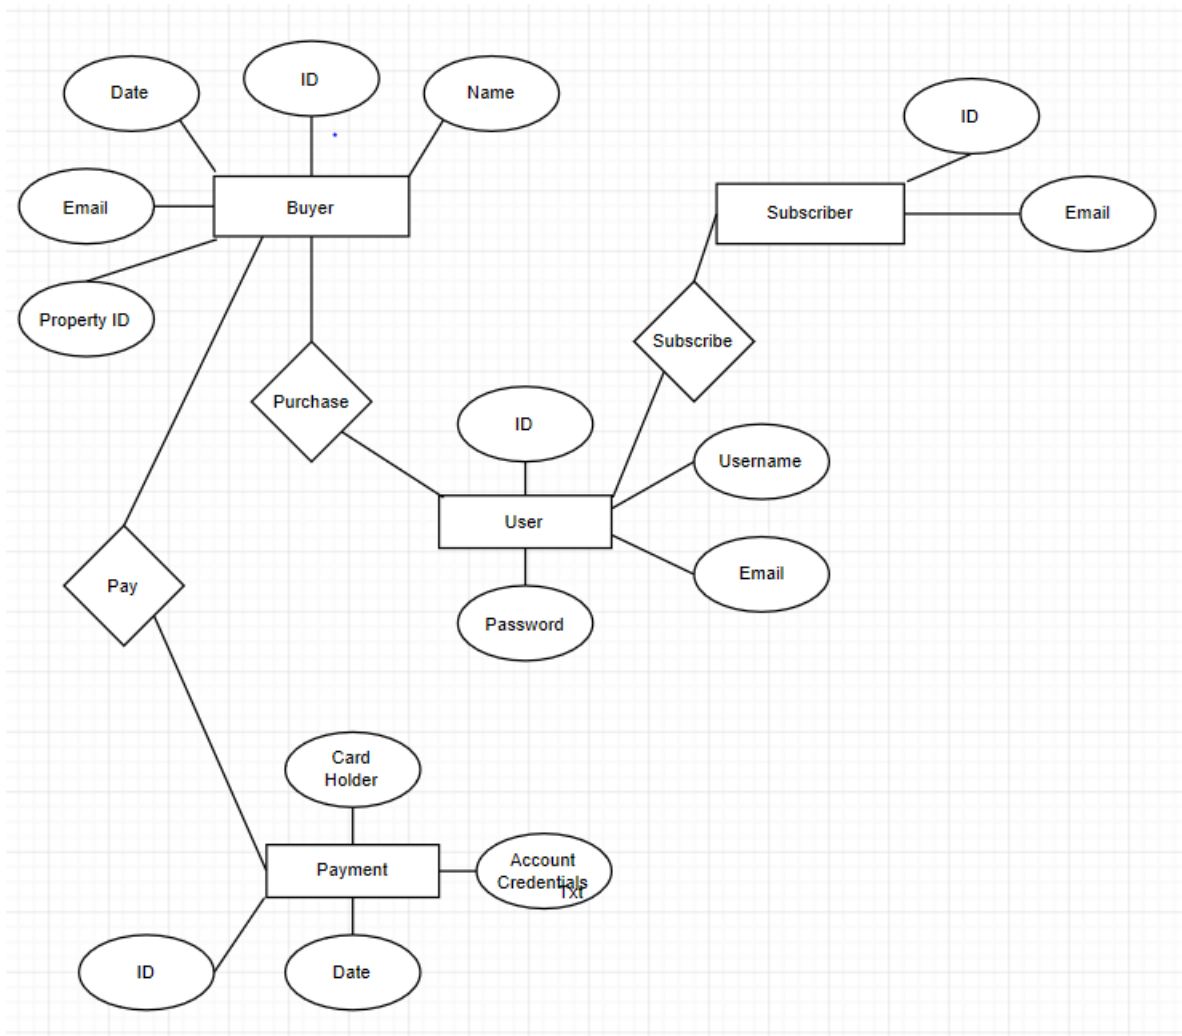 Date
ID
Name
Email
Buyer
Property ID
ID
Subscriber
Email
Subscribe
Purchase
ID
Username
User
Email
Password
Pay
Card
Holder
Payment
Account
Credentials
Txt
ID
Date